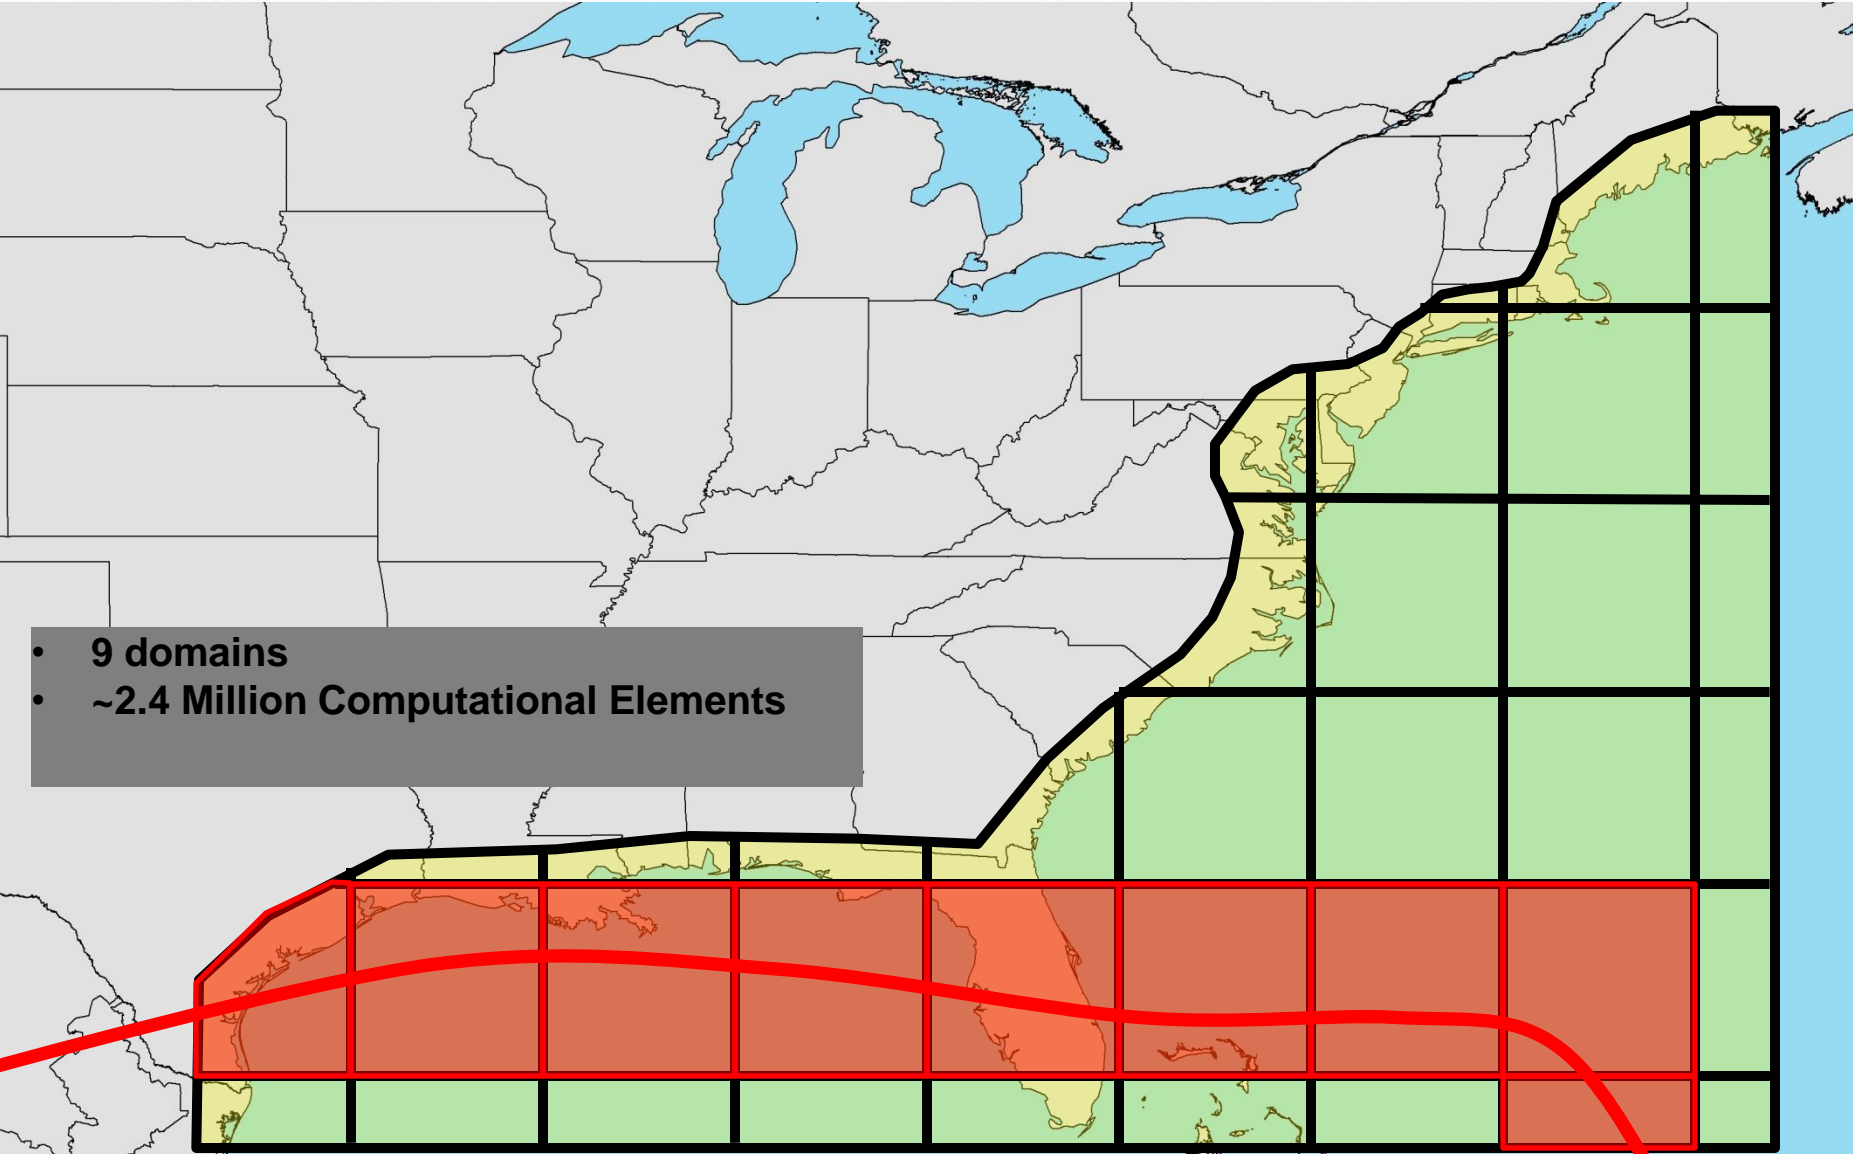 • 9 domains
• ~2.4 Million Computational Elements